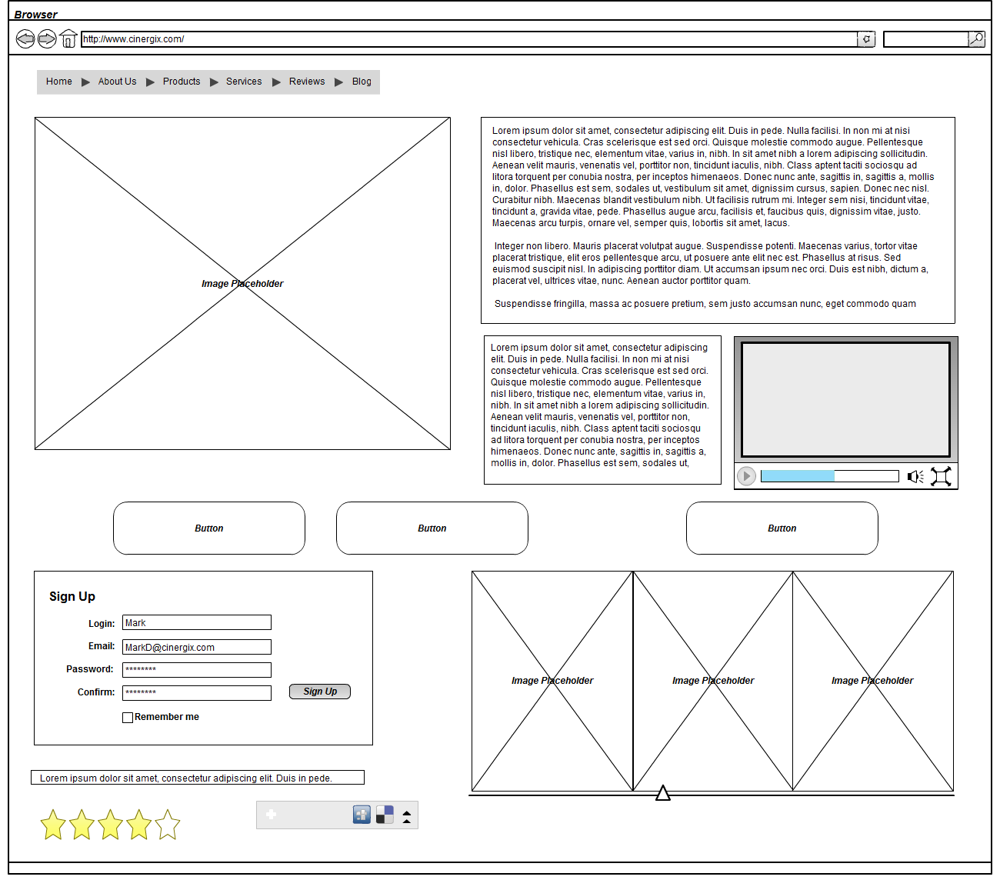 Browser
http://www.cinergix.com/
Home About Us Products Services Reviews Blog
Image Placeholder
Lorem ipsum dolor sit amet, consectetur adipiscing elit. Duis in pede. Nulla facilisi. In non mi at nisi
consectetur vehicula. Cras scelerisque est sed orci. Quisque molestie commodo augue. Pellentesque
nisl libero, tristique nec, elementum vitae, varius in, nibh. In sit amet nibh a lorem adipiscing sollicitudin.
Aenean velit mauris, venenatis vel, porttitor non, tincidunt iaculis, nibh. Class aptent taciti sociosqu ad
litora torquent per conubia nostra, per inceptos himenaeos. Donec nunc ante, sagittis in, sagittis a, mollis
in, dolor. Phasellus est sem, sodales ut, vestibulum sit amet, dignissim cursus, sapien. Donec nec nisl.
Curabitur nibh. Maecenas blandit vestibulum nibh. Ut facilisis rutrum mi. Integer sem nisi, tincidunt vitae,
tincidunt a, gravida vitae, pede. Phasellus augue arcu, facilisis et, faucibus quis, dignissim vitae, justo.
Maecenas arcu turpis, ornare vel, semper quis, lobortis sit amet, lacus.
Integer non libero. Mauris placerat volutpat augue. Suspendisse potenti. Maecenas varius, tortor vitae
placerat tristique, elit eros pellentesque arcu, ut posuere ante elit nec est. Phasellus at risus. Sed
euismod suscipit nisl. In adipiscing porttitor diam. Ut accumsan ipsum nec orci. Duis est nibh, dictum a,
placerat vel, ultrices vitae, nunc. Aenean auctor porttitor quam.
Suspendisse fringilla, massa ac posuere pretium, sem justo accumsan nunc, eget commodo quam
Lorem ipsum dolor sit amet, consectetur adipiscing
elit. Duis in pede. Nulla facilisi. In non mi at nisi
consectetur vehicula. Cras scelerisque est sed orci.
Quisque molestie commodo augue. Pellentesque
nisl libero, tristique nec, elementum vitae, varius in,
nibh. In sit amet nibh a lorem adipiscing sollicitudin.
Aenean velit mauris, venenatis vel, porttitor non,
tincidunt iaculis, nibh. Class aptent taciti sociosqu
ad litora torquent per conubia nostra, per inceptos
himenaeos. Donec nunc ante, sagittis in, sagittis a,
mollis in, dolor. Phasellus est sem, sodales ut,
Button
Button
Button
Sign Up
Login: Mark
Email: MarkD@cinergix.com
Password: ********
Confirm: ********
Sign Up
Remember me
Image Placeholder
Image Placeholder
Image Placeholder
Lorem ipsum dolor sit amet, consectetur adipiscing elit. Duis in pede.